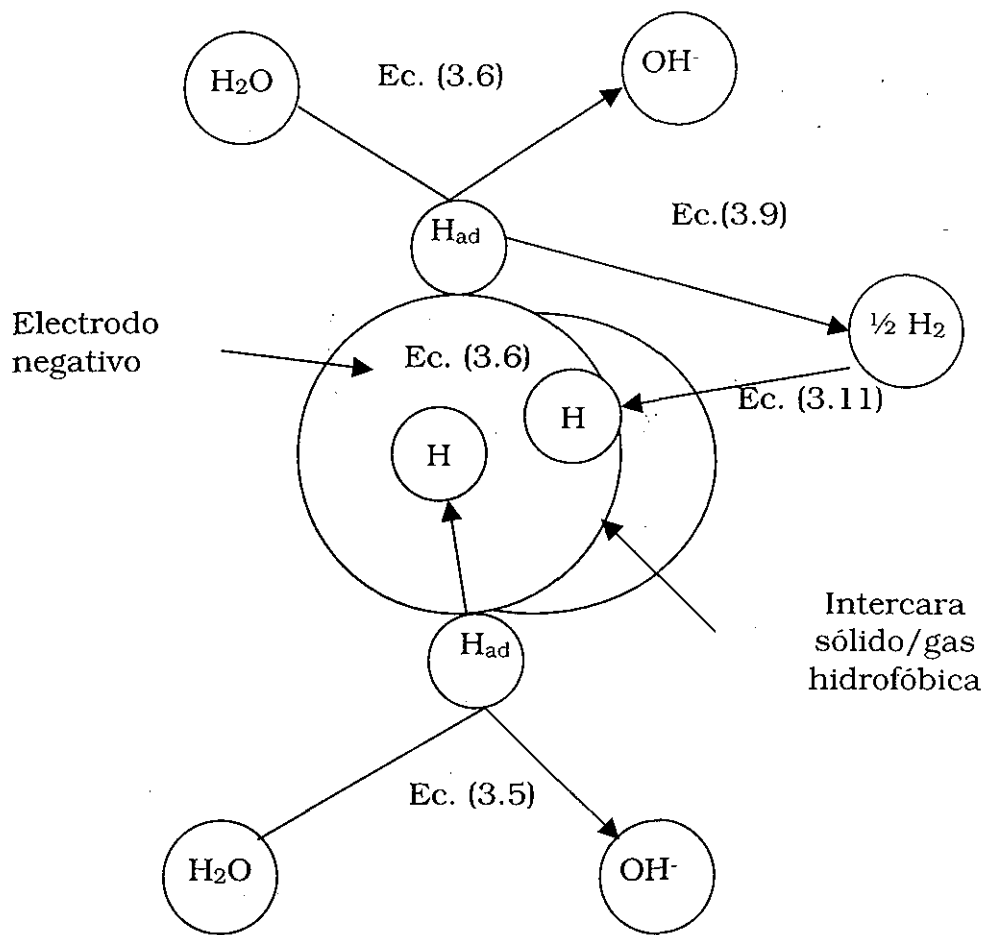 H₂O
Ec. (3.6)
OH-
Ec.(3.9)
Had
½ H₂
Electrodo
negativo
Ec. (3.6)
Ec. (3.11)
H
H
Intercara
sólido/gas
hidrofóbica
Had
Ec. (3.5)
H₂O
OH-